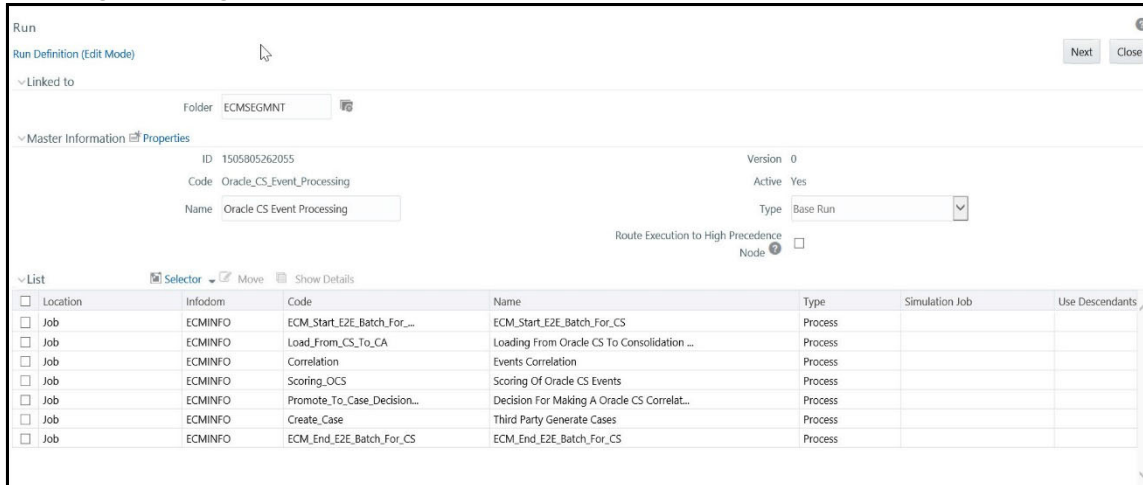 Run
Run Definition (Edit Mode)
Next Close
Linked to
Folder ECMSEGMNT
Master Information Properties
ID 1505805262055 Version 0
Code Oracle_CS_Event_Processing Active Yes
Name Oracle CS Event Processing Type Base Run
Route Execution to High Precedence
Node ?
List Selector Move Show Details
Location Infodom Code Name Type Simulation Job Use Descendants
Job ECMINFO ECM_Start_E2E_Batch_For_... ECM_Start_E2E_Batch_For_CS Process
Job ECMINFO Load_From_CS_To_CA Loading From Oracle CS To Consolidation ... Process
Job ECMINFO Correlation Events Correlation Process
Job ECMINFO Scoring_OCS Scoring Of Oracle CS Events Process
Job ECMINFO Promote_To_Case_Decision... Decision For Making A Oracle CS Correlat... Process
Job ECMINFO Create_Case Third Party Generate Cases Process
Job ECMINFO ECM_End_E2E_Batch_For_CS ECM_End_E2E_Batch_For_CS Process